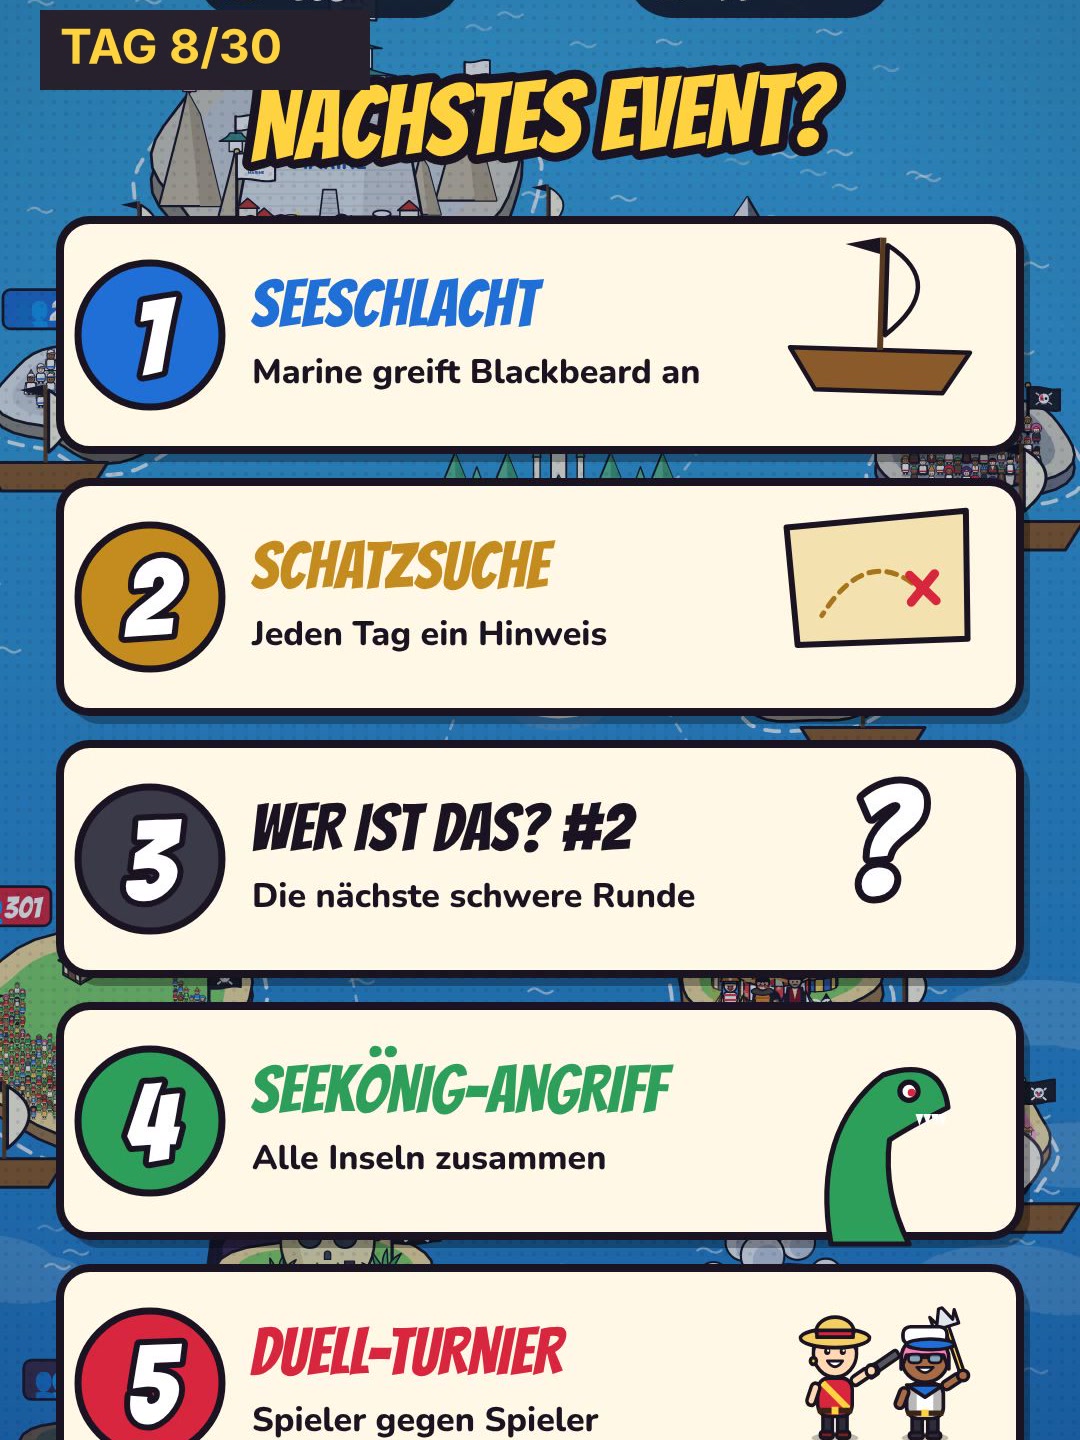 TAG 8/30
NÄCHSTES EVENT?
1
SEESCHLACHT
Marine greift Blackbeard an
2
SCHATZSUCHE
Jeden Tag ein Hinweis
3
WER IST DAS? #2
Die nächste schwere Runde
?
301
4
SEEKÖNIG-ANGRIFF
Alle Inseln zusammen
5
DUELL-TURNIER
Spieler gegen Spieler